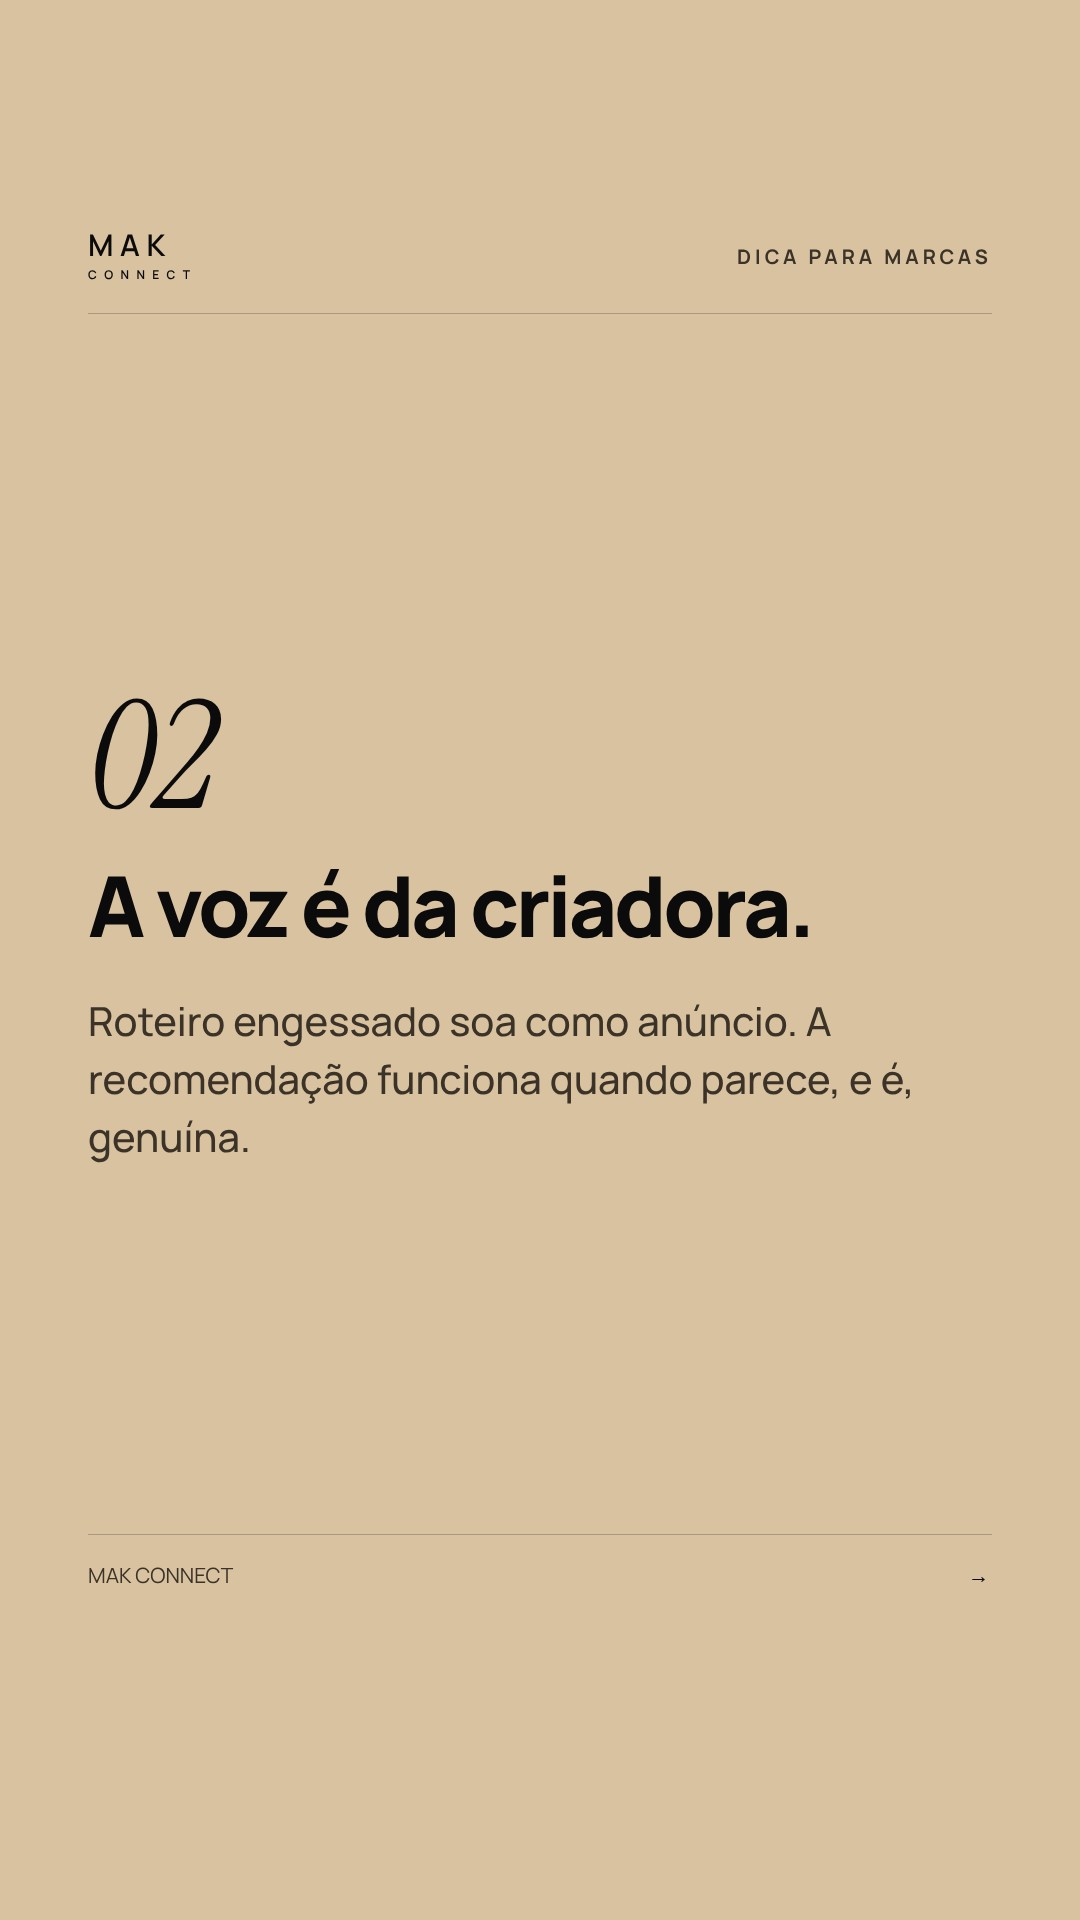 MAK
CONNECT
DICA PARA MARCAS
02
A voz é da criadora.
Roteiro engessado soa como anúncio. A
recomendação funciona quando parece, e é,
genuína.
MAK CONNECT
→